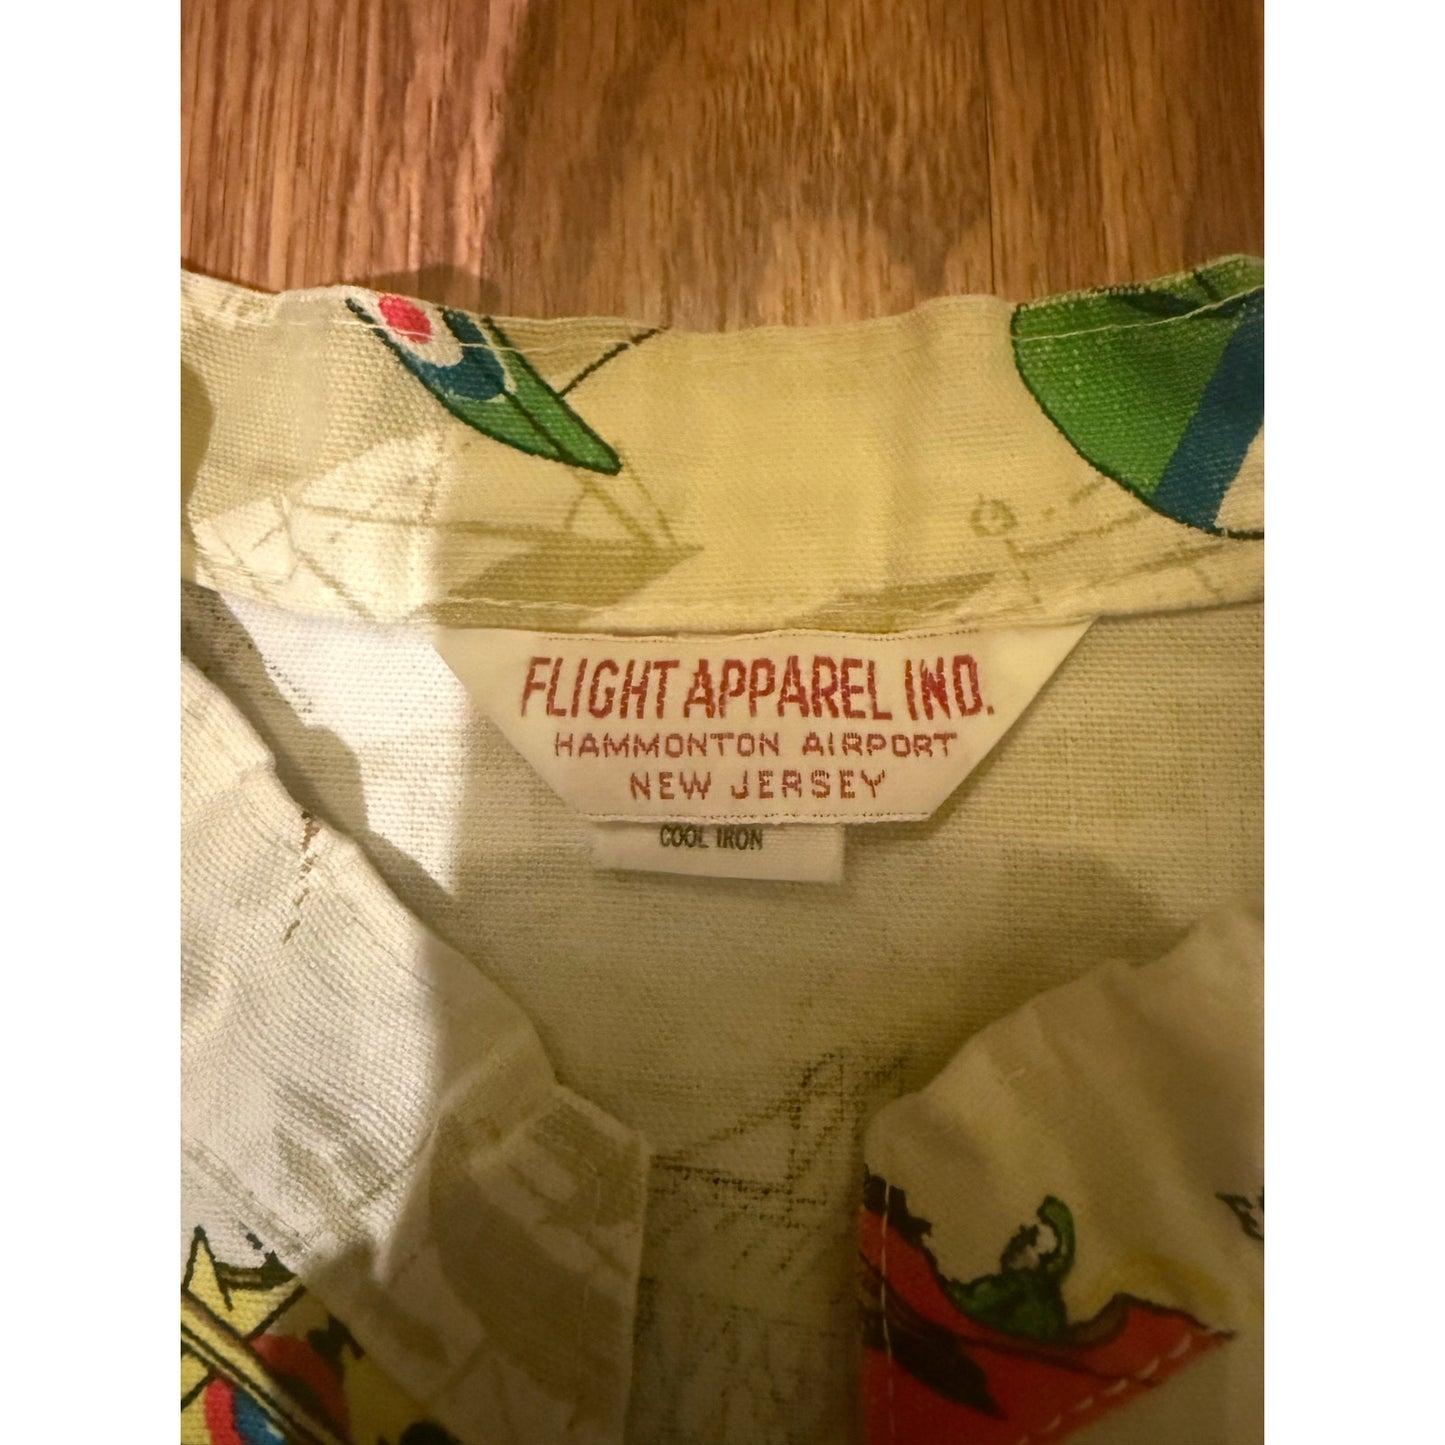 FLIGHT APPAREL IND.
HAMMONTON AIRPORT
NEW JERSEY
COOL IRON